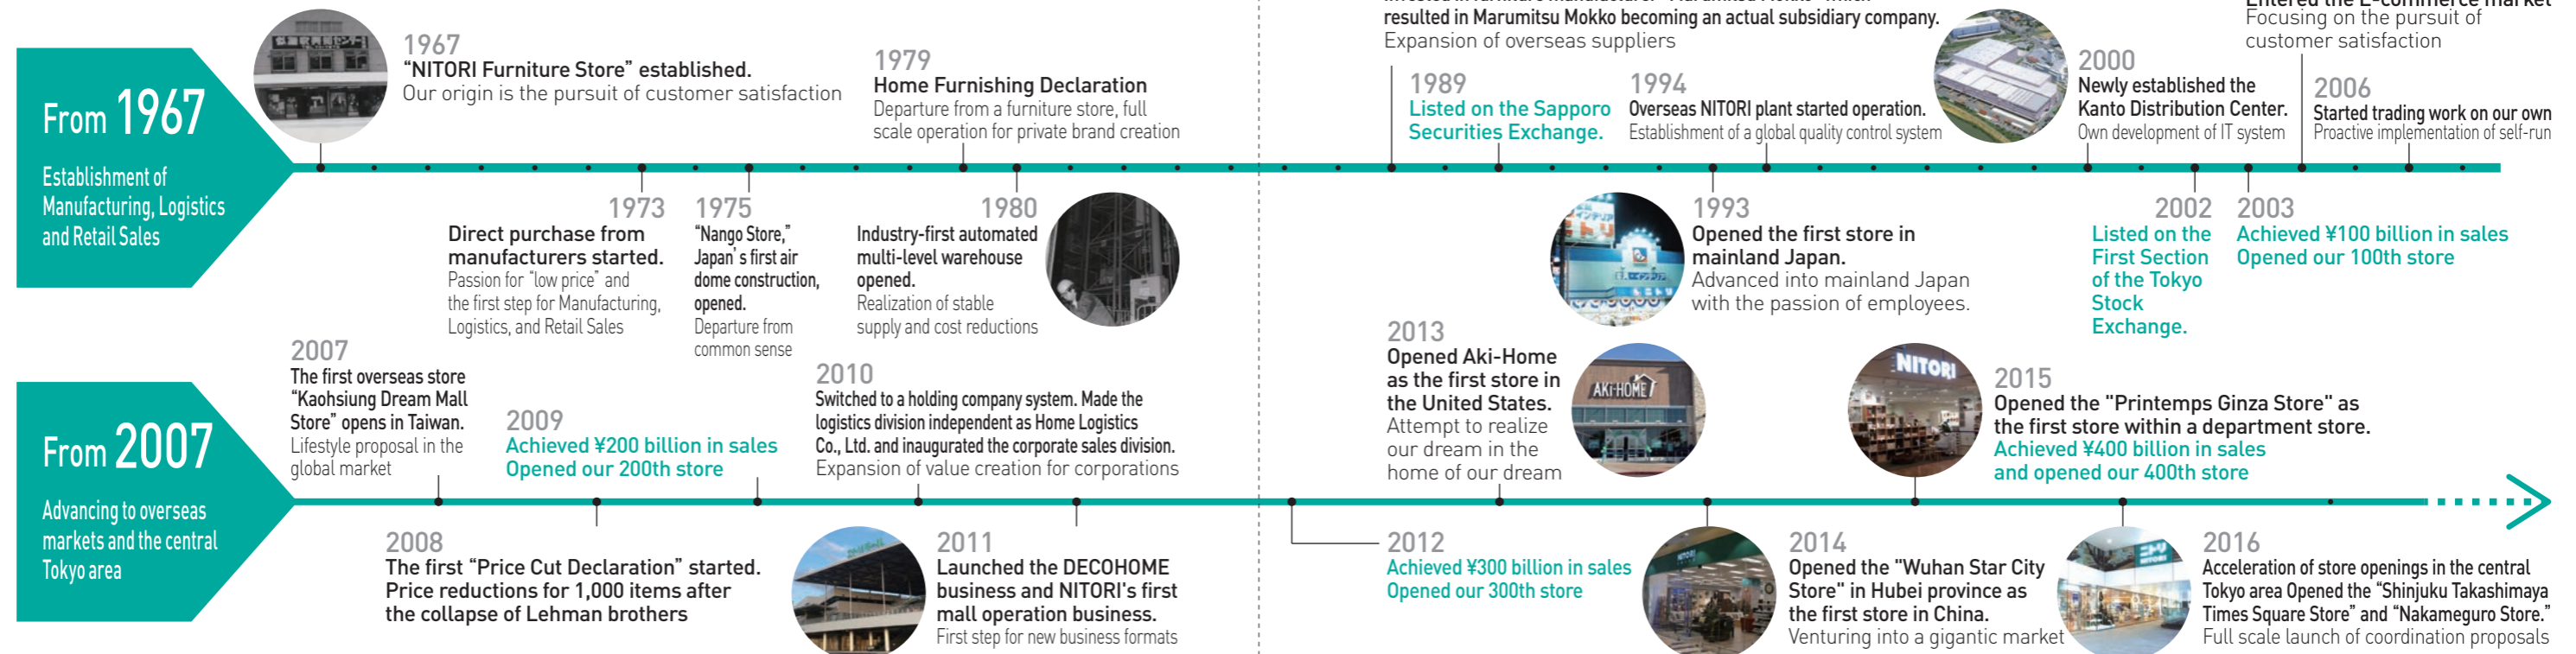 From 1967
Establishment of
Manufacturing, Logistics
and Retail Sales
1967
“NITORI Furniture Store” established.
Our origin is the pursuit of customer satisfaction
1979
Home Furnishing Declaration
Departure from a furniture store, full
scale operation for private brand creation
resulted in Marumitsu Mokko becoming an actual subsidiary company.
Expansion of overseas suppliers
1989
Listed on the Sapporo
Securities Exchange.
1994
Overseas NITORI plant started operation.
Establishment of a global quality control system
2000
Newly established the
Kanto Distribution Center.
Own development of IT system
Entered the E-commerce market
Focusing on the pursuit of
customer satisfaction
2006
Started trading work on our own
Proactive implementation of self-run
1973
Direct purchase from
manufacturers started.
Passion for “low price” and
the first step for Manufacturing,
Logistics, and Retail Sales
1975
“Nango Store,”
Japan’s first air
dome construction,
opened.
Departure from
common sense
1980
Industry-first automated
multi-level warehouse
opened.
Realization of stable
supply and cost reductions
1993
Opened the first store in
mainland Japan.
Advanced into mainland Japan
with the passion of employees.
2002
Listed on the
First Section
of the Tokyo
Stock
Exchange.
2003
Achieved ¥100 billion in sales
Opened our 100th store
From 2007
Advancing to overseas
markets and the central
Tokyo area
2007
The first overseas store
“Kaohsiung Dream Mall
Store” opens in Taiwan.
Lifestyle proposal in the
global market
2009
Achieved ¥200 billion in sales
Opened our 200th store
2010
Switched to a holding company system. Made the
logistics division independent as Home Logistics
Co., Ltd. and inaugurated the corporate sales division.
Expansion of value creation for corporations
2013
Opened Aki-Home
as the first store in
the United States.
Attempt to realize
our dream in the
home of our dream
AKi-HOME
NITORI
2015
Opened the "Printemps Ginza Store" as
the first store within a department store.
Achieved ¥400 billion in sales
and opened our 400th store
2008
The first “Price Cut Declaration” started.
Price reductions for 1,000 items after
the collapse of Lehman brothers
2011
Launched the DECOHOME
business and NITORI's first
mall operation business.
First step for new business formats
2012
Achieved ¥300 billion in sales
Opened our 300th store
NITORI
2014
Opened the "Wuhan Star City
Store" in Hubei province as
the first store in China.
Venturing into a gigantic market
ニトリ
NITORI
2016
Acceleration of store openings in the central
Tokyo area Opened the “Shinjuku Takashimaya
Times Square Store” and “Nakameguro Store.”
Full scale launch of coordination proposals